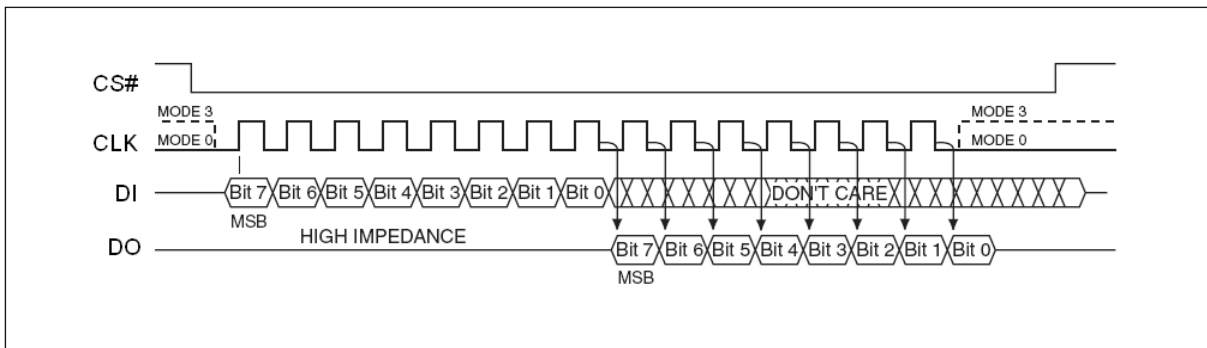 CS#
MODE 3 MODE 3
CLK MODE 0 MODE 0
DI Bit 7 Bit 6 Bit 5 Bit 4 Bit 3 Bit 2 Bit 1 Bit 0 DON'T CARE
MSB
HIGH IMPEDANCE
DO Bit 7 Bit 6 Bit 5 Bit 4 Bit 3 Bit 2 Bit 1 Bit 0
MSB